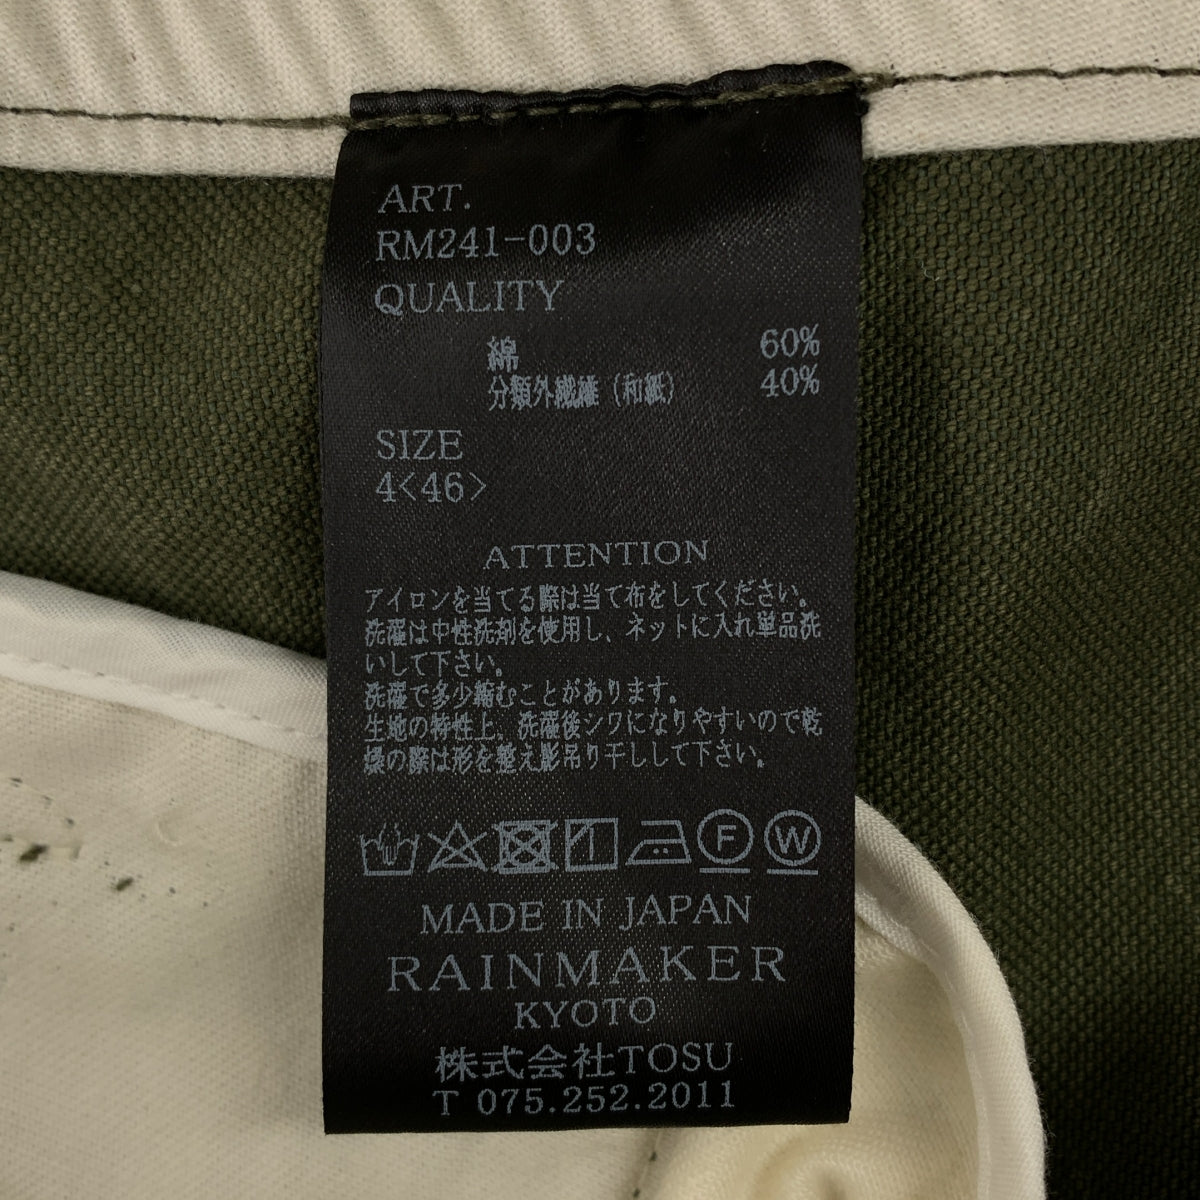 ART.
RM241-003
QUALITY
綿 60%
分類外繊維（和紙） 40%
SIZE
4<46>
ATTENTION
アイロンを当てる際は当て布をしてください。
洗濯は中性洗剤を使用し、ネットに入れ単品洗
いして下さい。
洗濯で多少縮むことがあります。
生地の特性上、洗濯後シワになりやすいので乾
燥の際は形を整え影吊り干しして下さい。
F W
MADE IN JAPAN
RAINMAKER
KYOTO
株式会社TOSU
T 075.252.2011